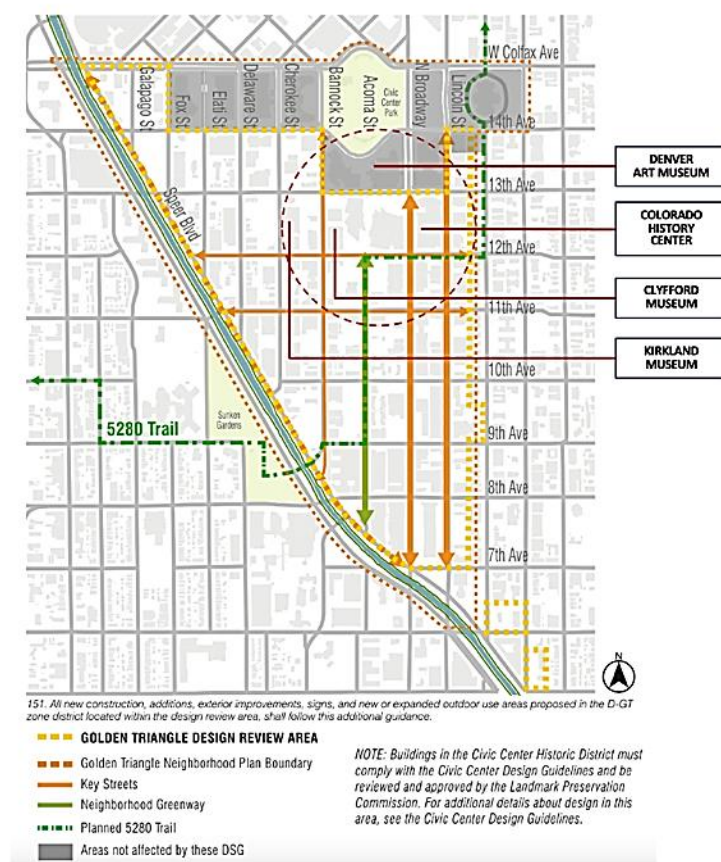 W Colfax Ave
Galapago St
Fox St
Elati St
Delaware St
Cherokee St
Bannock St
Acoma St
Civic
Center
Park
N Broadway
Lincoln St
14th Ave
DENVER
ART MUSEUM
13th Ave
Speer Blvd
COLORADO
HISTORY
CENTER
12th Ave
CLYFFORD
MUSEUM
11th Ave
KIRKLAND
MUSEUM
10th Ave
5280 Trail
Sunken
Gardens
9th Ave
8th Ave
7th Ave
N
151. All new construction, additions, exterior improvements, signs, and new or expanded outdoor use areas proposed in the D-GT
zone district located within the design review area, shall follow this additional guidance.
GOLDEN TRIANGLE DESIGN REVIEW AREA
Golden Triangle Neighborhood Plan Boundary
Key Streets
Neighborhood Greenway
Planned 5280 Trail
Areas not affected by these DSG
NOTE: Buildings in the Civic Center Historic District must
comply with the Civic Center Design Guidelines and be
reviewed and approved by the Landmark Preservation
Commission. For additional details about design in this
area, see the Civic Center Design Guidelines.